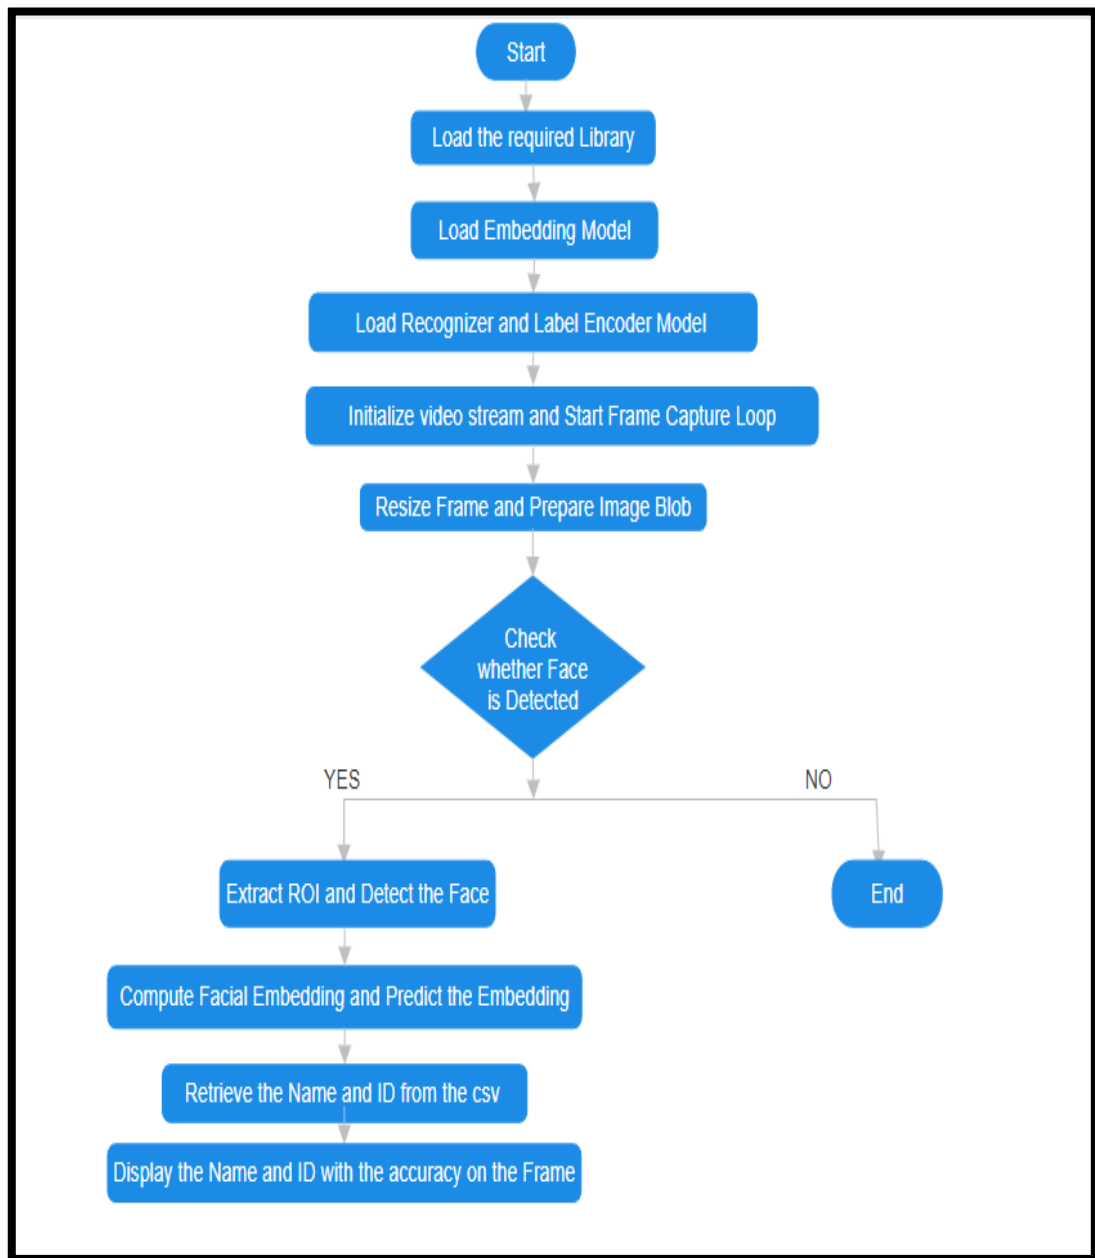 Start
Load the required Library
Load Embedding Model
Load Recognizer and Label Encoder Model
Initialize video stream and Start Frame Capture Loop
Resize Frame and Prepare Image Blob
Check
whether Face
is Detected
YES
NO
Extract ROI and Detect the Face
End
Compute Facial Embedding and Predict the Embedding
Retrieve the Name and ID from the csv
Display the Name and ID with the accuracy on the Frame